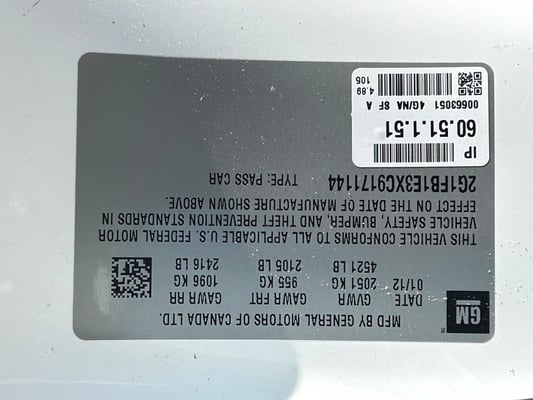 MFD BY GENERAL MOTORS OF CANADA LTD.
GM
DATE GVWR GAWR FRT GAWR RR
01/12 2051 KG 955 KG 1096 KG
4521 LB 2105 LB 2416 LB
THIS VEHICLE CONFORMS TO ALL APPLICABLE U.S. FEDERAL MOTOR
VEHICLE SAFETY, BUMPER, AND THEFT PREVENTION STANDARDS IN
EFFECT ON THE DATE OF MANUFACTURE SHOWN ABOVE.
2G1FB1E3XC9171144 TYPE: PASS CAR
IP
60.51.1.51
00663051 4G/NA 8F A
4.89
105